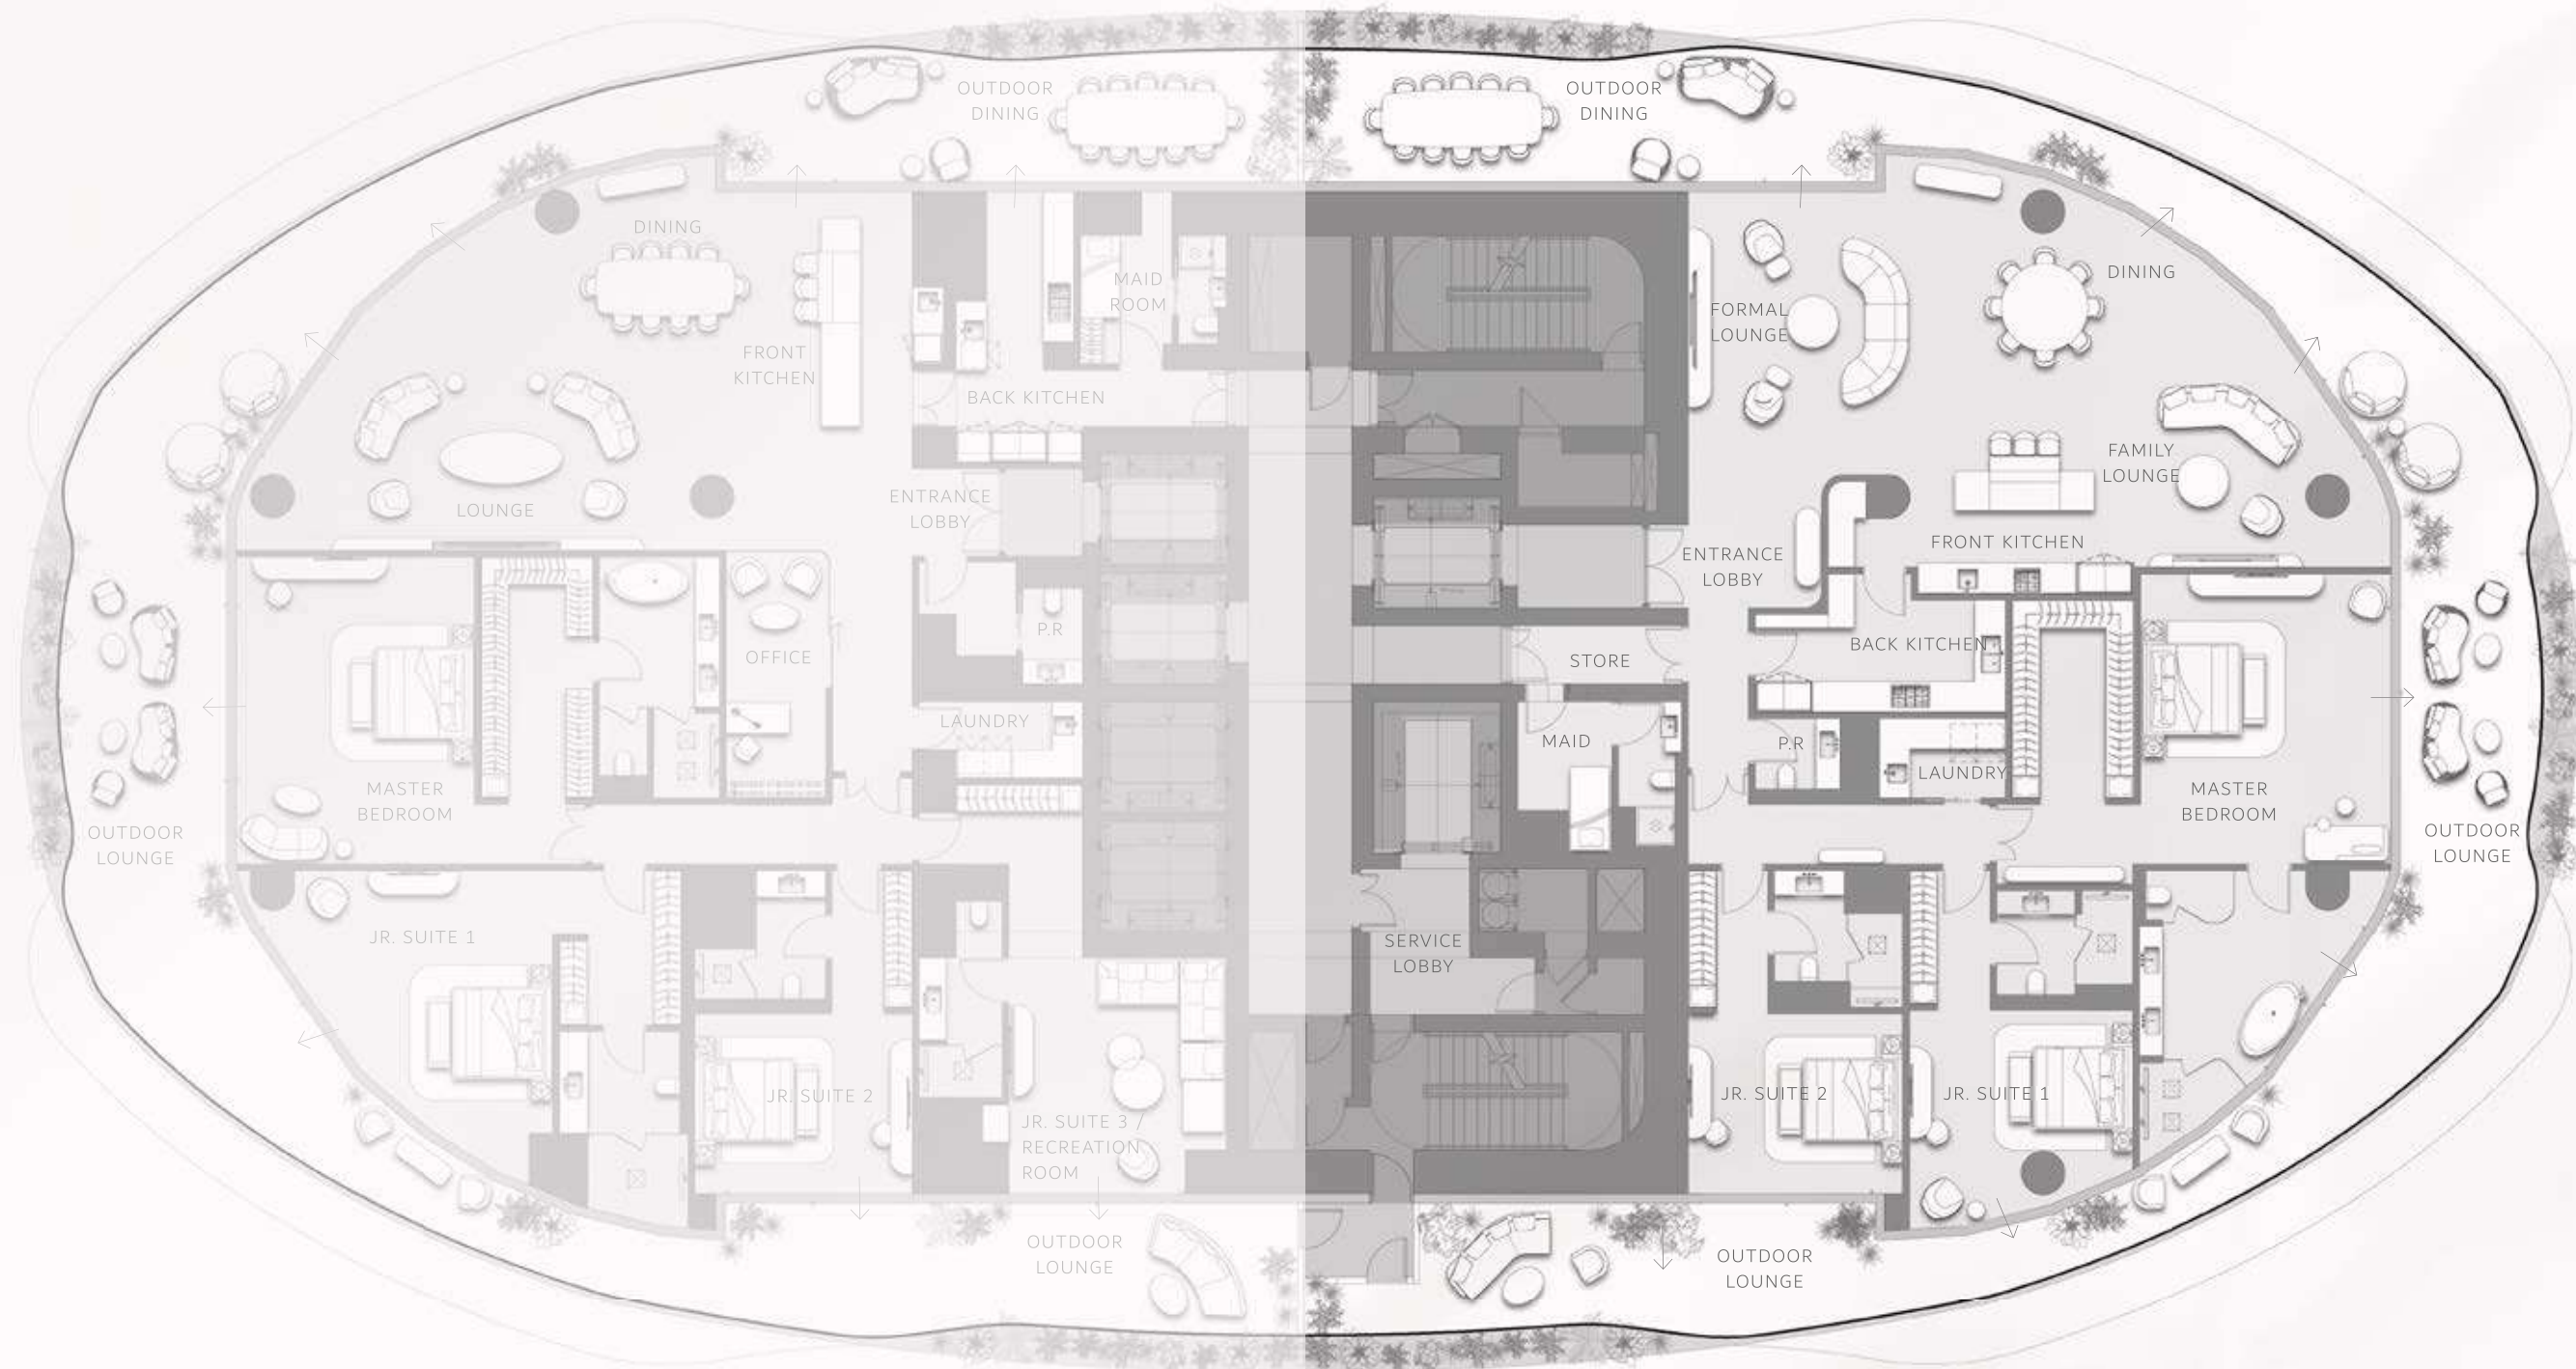 OUTDOOR
DINING
DINING
FRONT
KITCHEN
MAID
ROOM
BACK KITCHEN
LOUNGE
ENTRANCE
LOBBY
P.R
OFFICE
LAUNDRY
MASTER
BEDROOM
OUTDOOR
LOUNGE
JR. SUITE 1
JR. SUITE 2
JR. SUITE 3 /
RECREATION
ROOM
OUTDOOR
LOUNGE
OUTDOOR
DINING
FORMAL
LOUNGE
DINING
FAMILY
LOUNGE
FRONT KITCHEN
ENTRANCE
LOBBY
STORE
BACK KITCHEN
MAID
P.R
LAUNDRY
MASTER
BEDROOM
OUTDOOR
LOUNGE
SERVICE
LOBBY
JR. SUITE 2
JR. SUITE 1
OUTDOOR
LOUNGE